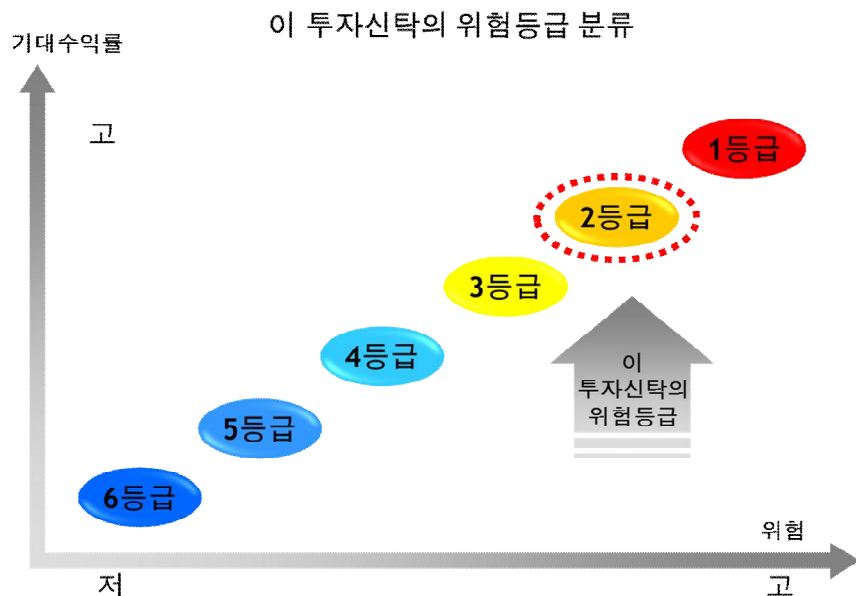 이 투자신탁의 위험등급 분류
기대수익률
고
1등급
2등급
3등급
4등급
5등급
6등급
이
투자신탁의
위험등급
위험
저
고